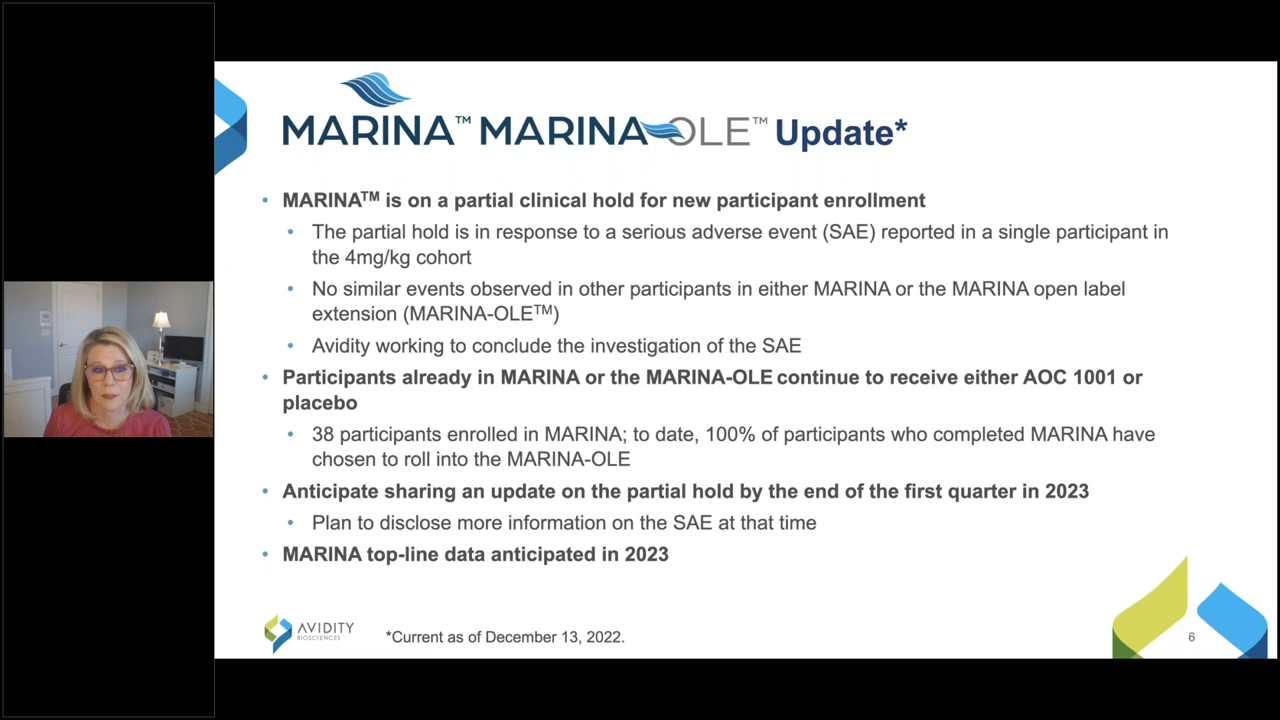 MARINA™ MARINA-OLE™ Update*
• MARINA™ is on a partial clinical hold for new participant enrollment
• The partial hold is in response to a serious adverse event (SAE) reported in a single participant in
the 4mg/kg cohort
• No similar events observed in other participants in either MARINA or the MARINA open label
extension (MARINA-OLE™)
• Avidity working to conclude the investigation of the SAE
• Participants already in MARINA or the MARINA-OLE continue to receive either AOC 1001 or
placebo
• 38 participants enrolled in MARINA; to date, 100% of participants who completed MARINA have
chosen to roll into the MARINA-OLE
• Anticipate sharing an update on the partial hold by the end of the first quarter in 2023
• Plan to disclose more information on the SAE at that time
• MARINA top-line data anticipated in 2023
AVIDITY
BIOSCIENCES
*Current as of December 13, 2022.
6